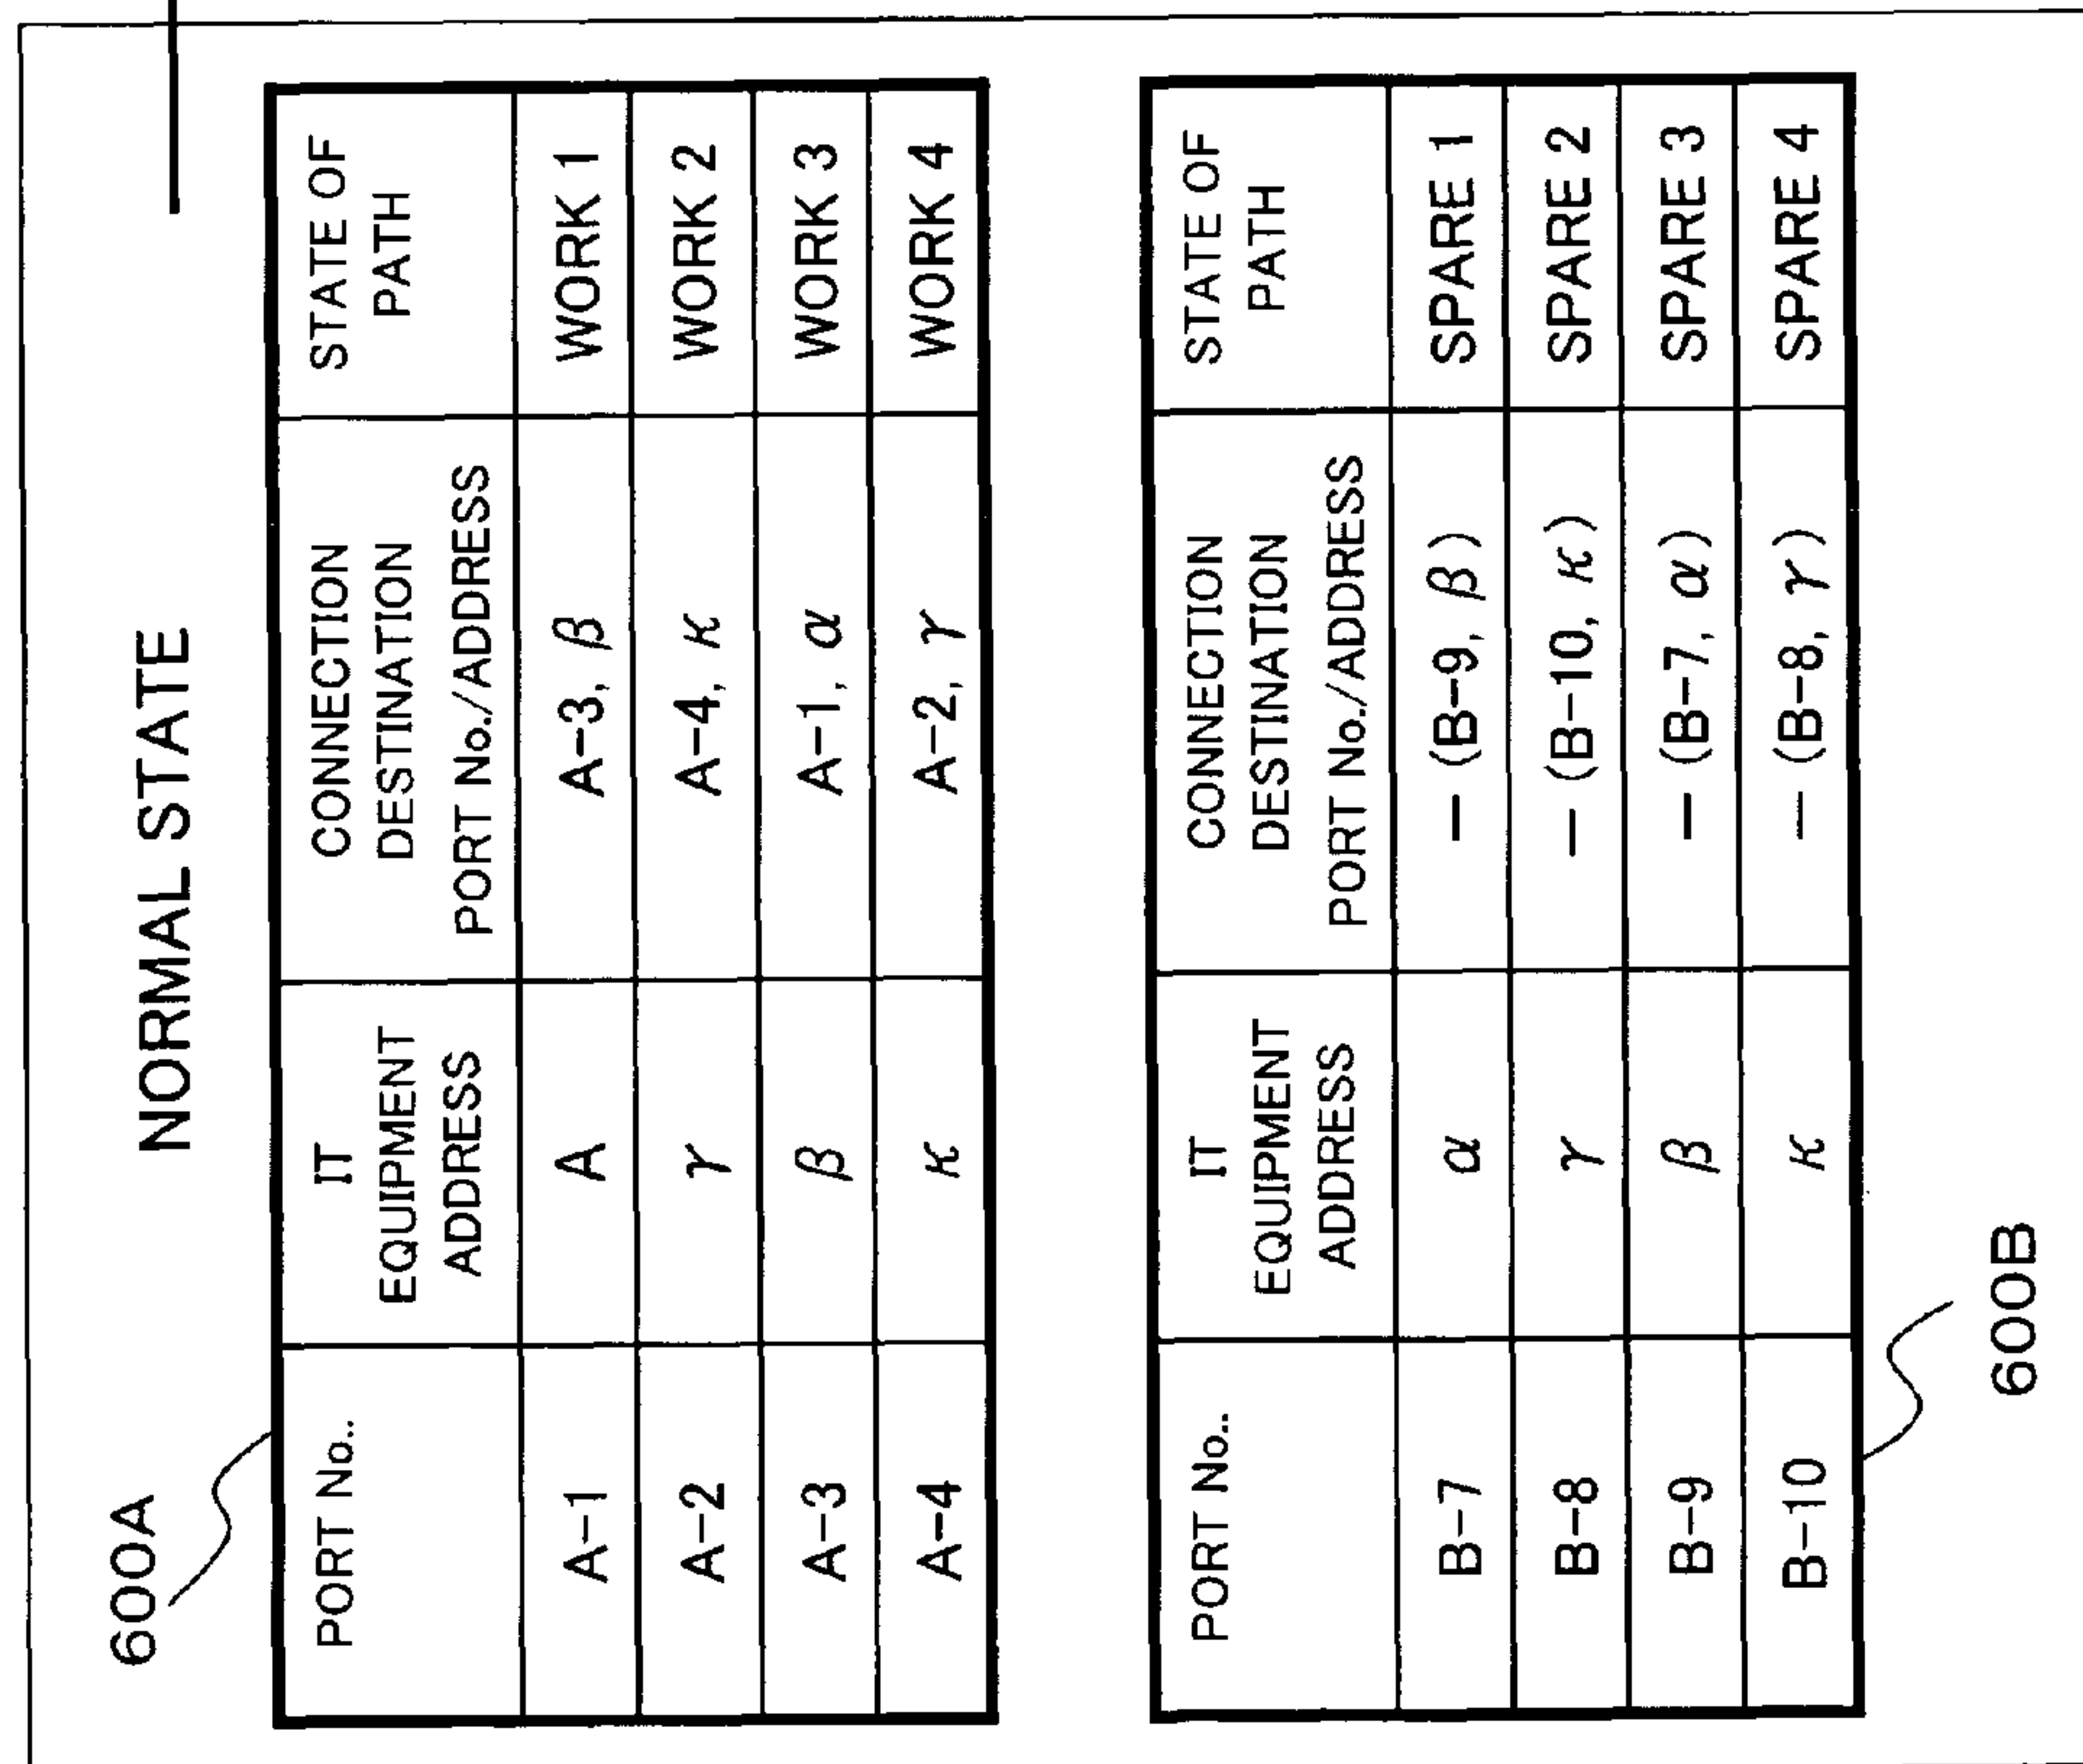 NORMAL STATE
600A
PORT No..
IT
EQUIPMENT
ADDRESS
CONNECTION
DESTINATION
PORT No./ADDRESS
STATE OF
PATH
A-1 A A-3, β WORK 1
A-2 γ A-4, κ WORK 2
A-3 β A-1, α WORK 3
A-4 κ A-2, γ WORK 4
PORT No..
IT
EQUIPMENT
ADDRESS
CONNECTION
DESTINATION
PORT No./ADDRESS
STATE OF
PATH
B-7 α — (B-9, β) SPARE 1
B-8 γ — (B-10, κ) SPARE 2
B-9 β — (B-7, α) SPARE 3
B-10 κ — (B-8, γ) SPARE 4
600B